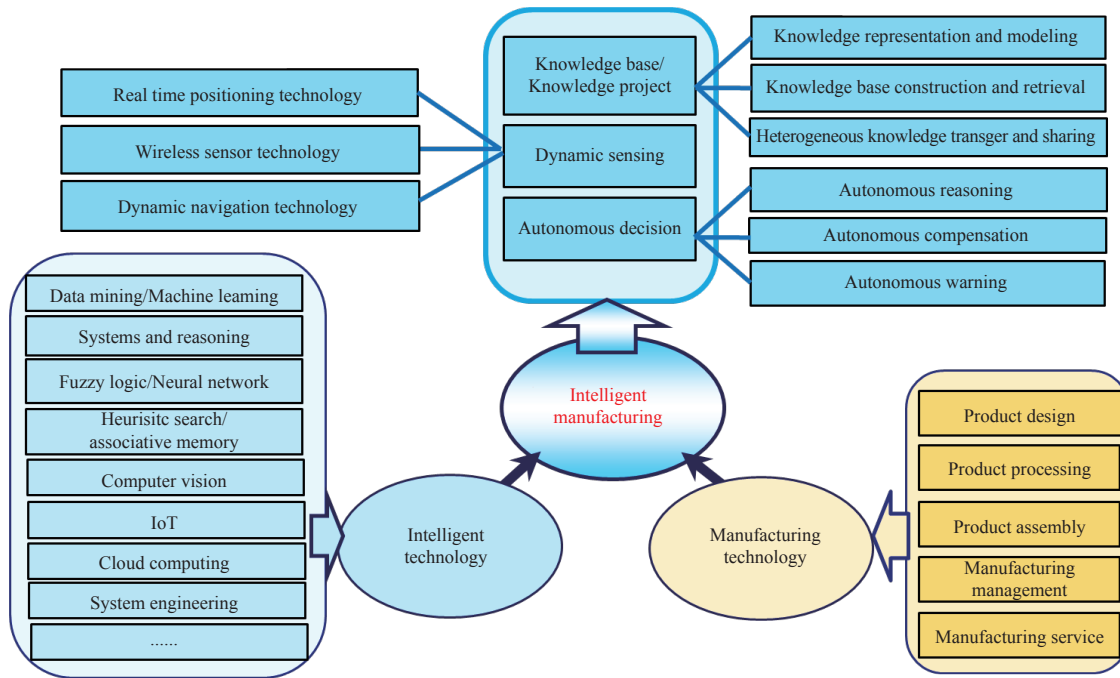 Knowledge base/
Knowledge project
Dynamic sensing
Autonomous decision
Knowledge representation and modeling
Knowledge base construction and retrieval
Heterogeneous knowledge transger and sharing
Autonomous reasoning
Autonomous compensation
Autonomous warning
Real time positioning technology
Wireless sensor technology
Dynamic navigation technology
Data mining/Machine leaming
Systems and reasoning
Fuzzy logic/Neural network
Heurisitc search/
associative memory
Computer vision
IoT
Cloud computing
System engineering
......
Intelligent
technology
Intelligent
manufacturing
Manufacturing
technology
Product design
Product processing
Product assembly
Manufacturing
management
Manufacturing service